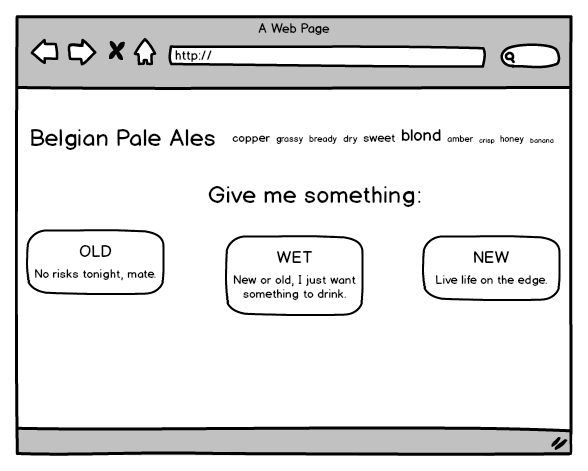 A Web Page
http://
Belgian Pale Ales copper grassy bready dry sweet blond amber crisp honey banana
Give me something:
OLD
No risks tonight, mate.
WET
New or old, I just want
something to drink.
NEW
Live life on the edge.